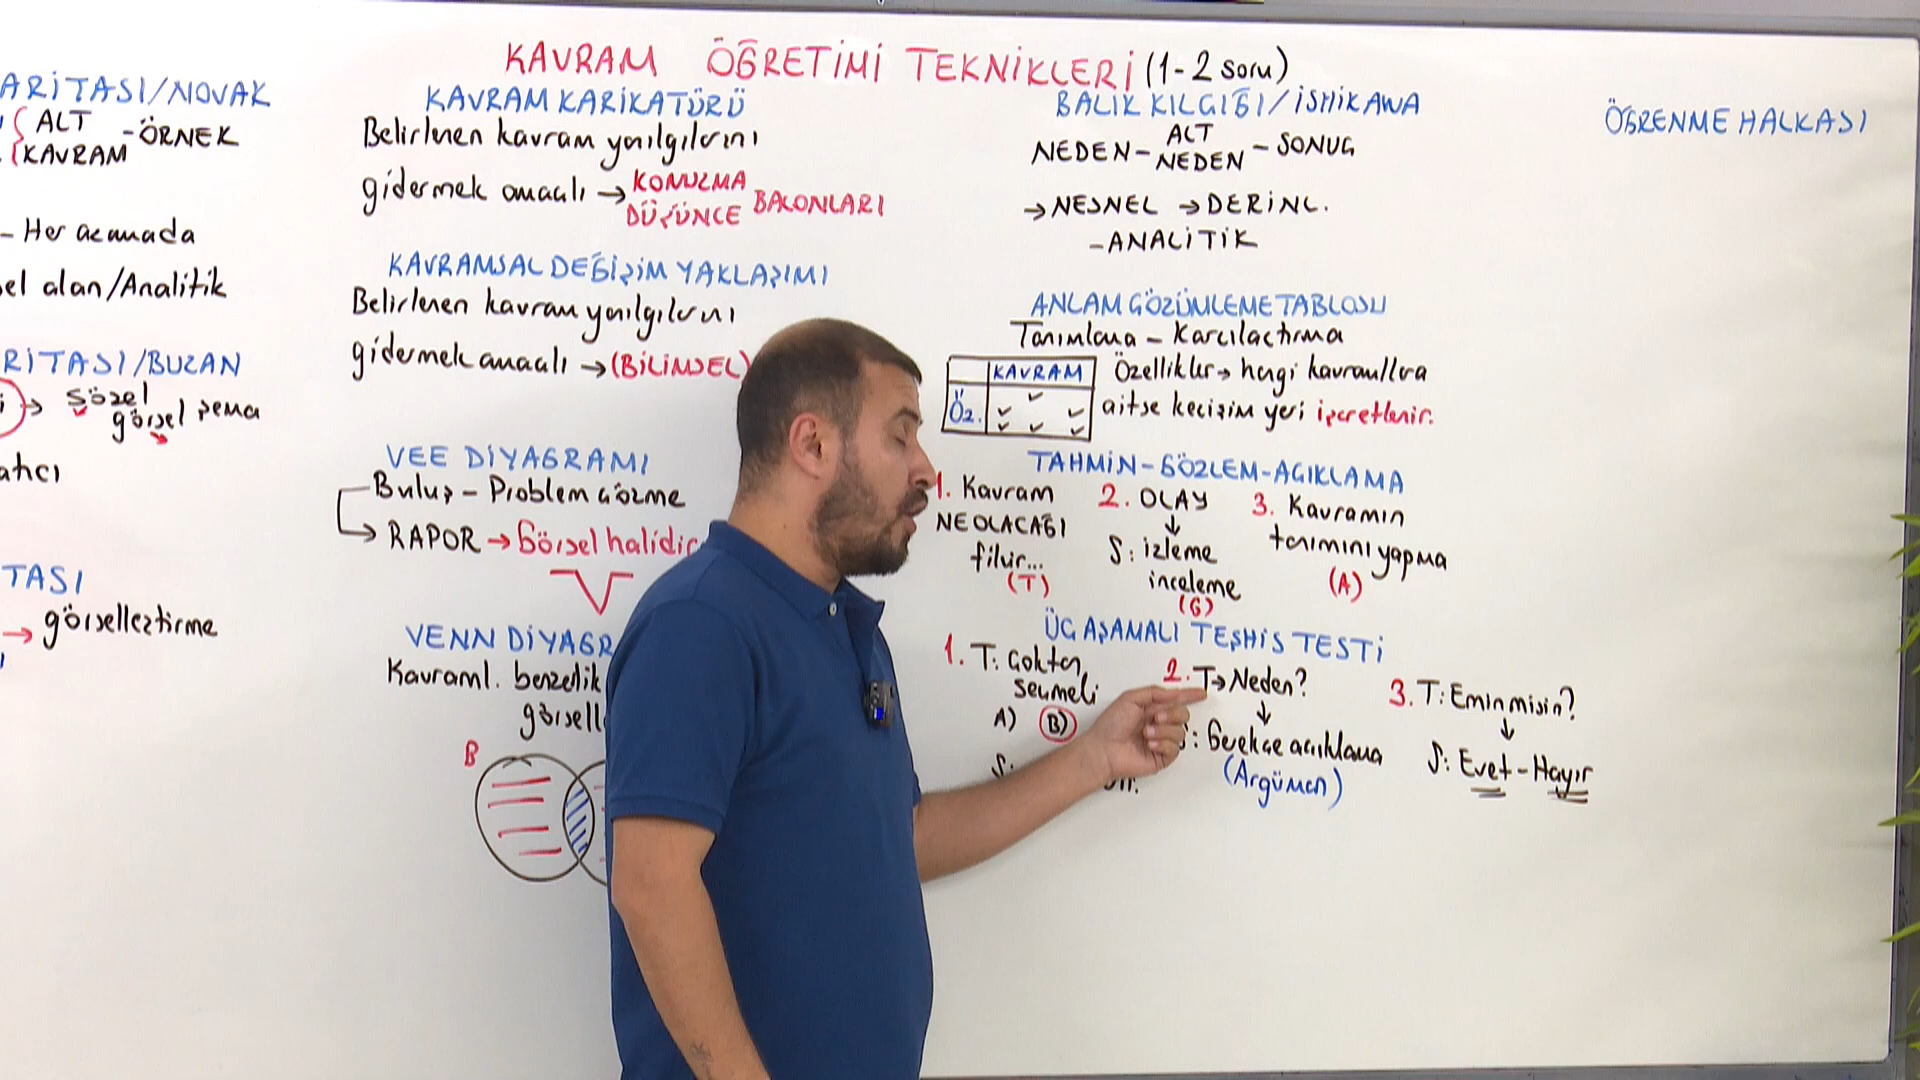 KAVRAM ÖĞRETİMİ TEKNİKLERİ (1-2 soru)
ARİTASI/NOVAK
ALT
KAVRAM
-ÖRNEK
- Her aşamada
el alan/Analitik
RİTASI/BUZAN
i → sözel
görsel şema
atıcı
TASI
→ görselleştirme
KAVRAM KARİKATÜRÜ
Belirlenen kavram yanılgılarını
gidermek amaçlı → KONUŞMA
DÜŞÜNCE BALONLARI
KAVRAMSAL DEĞİŞİM YAKLAŞIMI
Belirlenen kavram yanılgılarını
gidermek amaçlı → (BİLİMSEL)
VEE DİYAGRAMI
Buluş - Problem çözme
→ RAPOR → Görsel halidir
VENN DİYAGR
Kavraml. benzerlik
görsell
B
BALIK KILÇIĞI/İSHİKAWA
NEDEN - ALT
NEDEN - SONUÇ
→ NESNEL → DERİNL.
- ANALİTİK
ANLAM ÇÖZÜMLEME TABLOSU
Tanımlama - Karşılaştırma
KAVRAM
ÖZ.
Özellikler → hangi kavramlara
aitse kesişim yeri işaretlenir.
TAHMİN-GÖZLEM-AÇIKLAMA
1. Kavram
NE OLACAĞI
fikir...
(T)
2. OLAY
↓
S: izleme
inceleme
(G)
3. Kavramın
tanımını yapma
(A)
ÜÇ AŞAMALI TEŞHİS TESTİ
1. T: Çoktan
seçmeli
A) B)
S:
2. T → Neden?
↓
S: Gerekçe açıklama
(Argüman)
3. T: Emin misin?
↓
S: Evet - Hayır
ÖĞRENME HALKASI